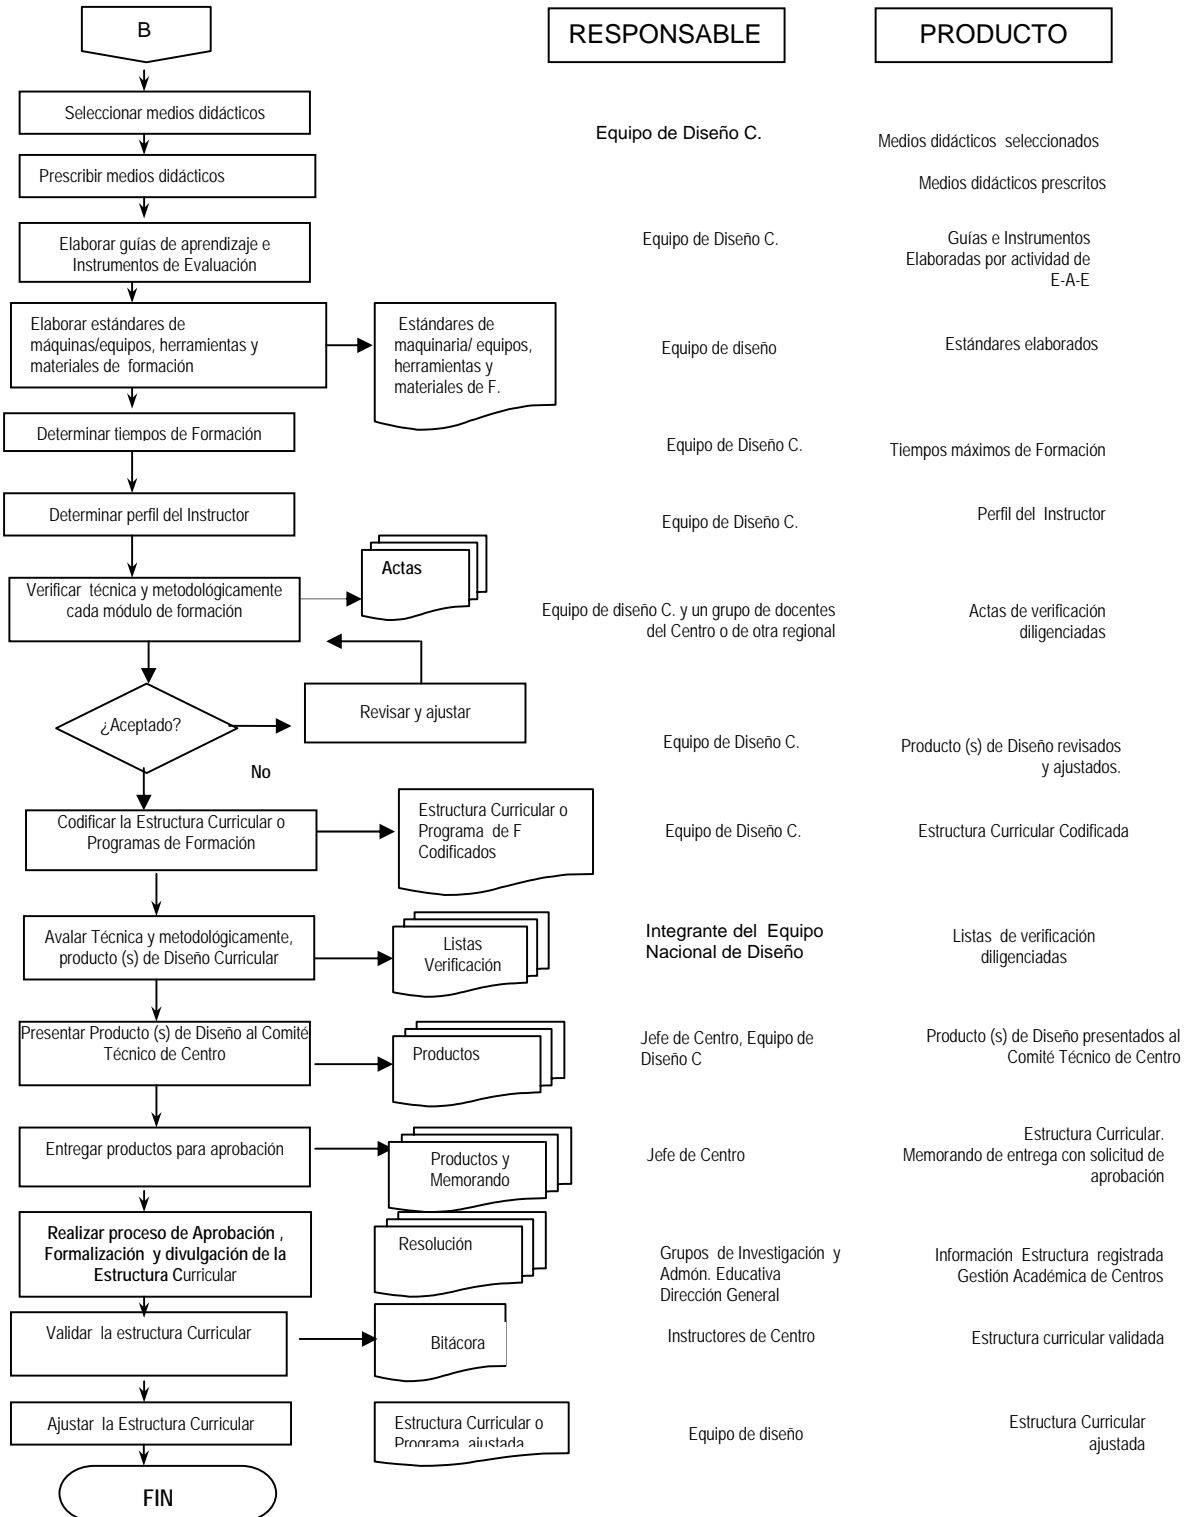 B
RESPONSABLE
PRODUCTO
Seleccionar medios didácticos
Equipo de Diseño C.
Medios didácticos seleccionados
Prescribir medios didácticos
Medios didácticos prescritos
Elaborar guías de aprendizaje e
Instrumentos de Evaluación
Equipo de Diseño C.
Guías e Instrumentos
Elaboradas por actividad de
E-A-E
Elaborar estándares de
máquinas/equipos, herramientas y
materiales de formación
Estándares de
maquinaria/ equipos,
herramientas y
materiales de F.
Equipo de diseño
Estándares elaborados
Determinar tiempos de Formación
Equipo de Diseño C.
Tiempos máximos de Formación
Determinar perfil del Instructor
Equipo de Diseño C.
Perfil del Instructor
Verificar técnica y metodológicamente
cada módulo de formación
Actas
Equipo de diseño C. y un grupo de docentes
del Centro o de otra regional
Actas de verificación
diligenciadas
¿Aceptado?
Revisar y ajustar
No
Equipo de Diseño C.
Producto (s) de Diseño revisados
y ajustados.
Codificar la Estructura Curricular o
Programas de Formación
Estructura Curricular o
Programa de F
Codificados
Equipo de Diseño C.
Estructura Curricular Codificada
Avalar Técnica y metodológicamente,
producto (s) de Diseño Curricular
Listas
Verificación
Integrante del Equipo
Nacional de Diseño
Listas de verificación
diligenciadas
Presentar Producto (s) de Diseño al Comité
Técnico de Centro
Productos
Jefe de Centro, Equipo de
Diseño C
Producto (s) de Diseño presentados al
Comité Técnico de Centro
Entregar productos para aprobación
Productos y
Memorando
Jefe de Centro
Estructura Curricular.
Memorando de entrega con solicitud de
aprobación
Realizar proceso de Aprobación ,
Formalización y divulgación de la
Estructura Curricular
Resolución
Grupos de Investigación y
Admón. Educativa
Dirección General
Información Estructura registrada
Gestión Académica de Centros
Validar la estructura Curricular
Bitácora
Instructores de Centro
Estructura curricular validada
Ajustar la Estructura Curricular
Estructura Curricular o
Programa ajustada
Equipo de diseño
Estructura Curricular
ajustada
FIN